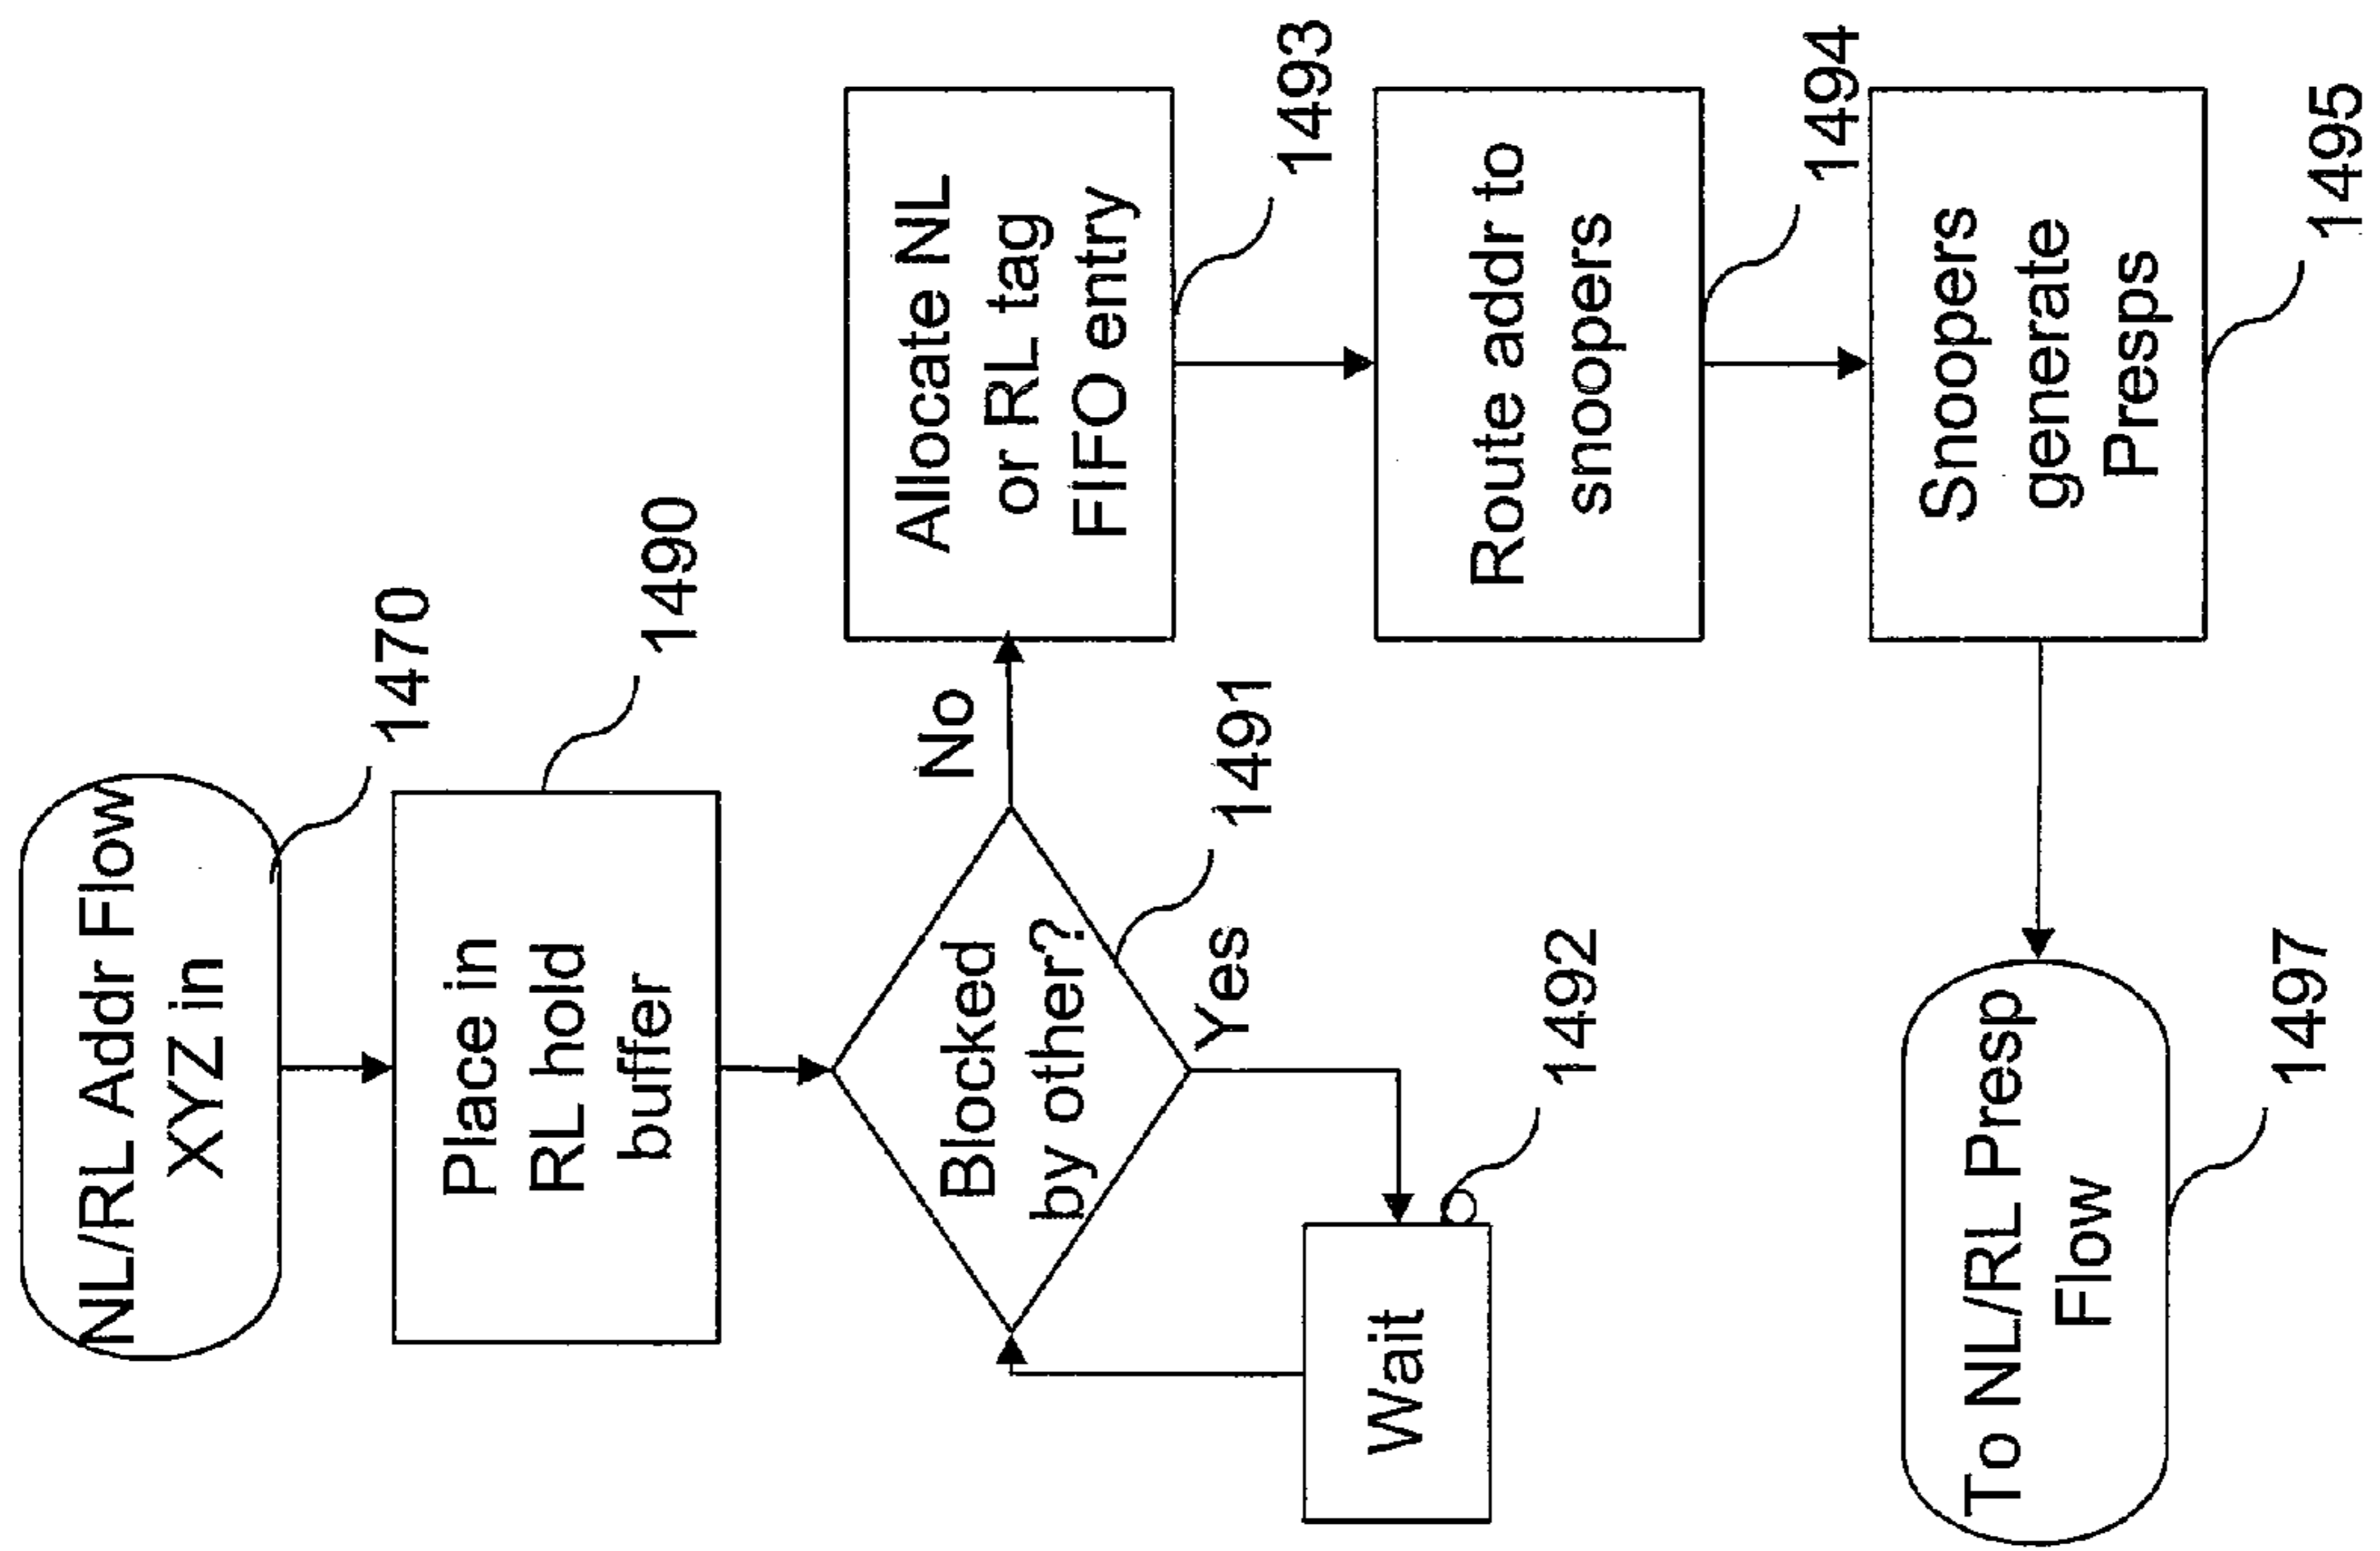 NL/RL Addr Flow
XYZ in
1470
Place in
RL hold
buffer
1490
Blocked
by other?
1491
No
Yes
Wait
1492
Allocate NL
or RL tag
FIFO entry
1493
Route addr to
snoopers
1494
Snoopers
generate
Presps
1495
To NL/RL Presp
Flow
1497